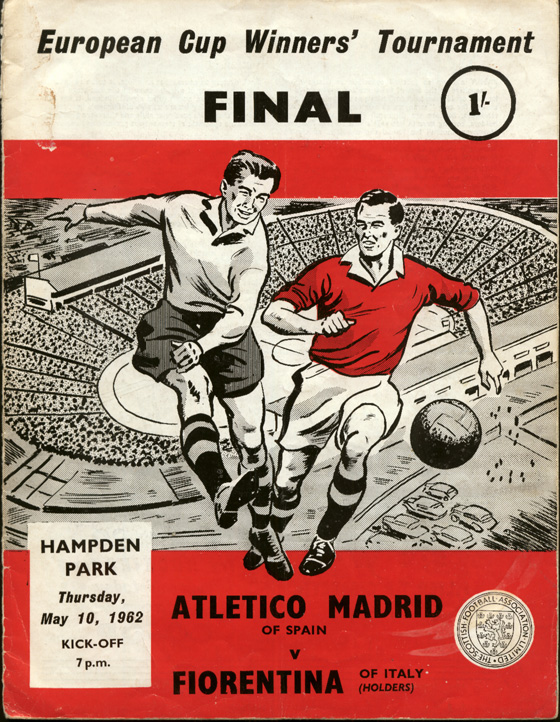 European Cup Winners' Tournament
FINAL
1/-
HAMPDEN
PARK
Thursday,
May 10, 1962
KICK-OFF
7 p.m.
ATLETICO MADRID
OF SPAIN
v
FIORENTINA OF ITALY
(HOLDERS)
THE SCOTTISH FOOTBALL ASSOCIATION LIMITED